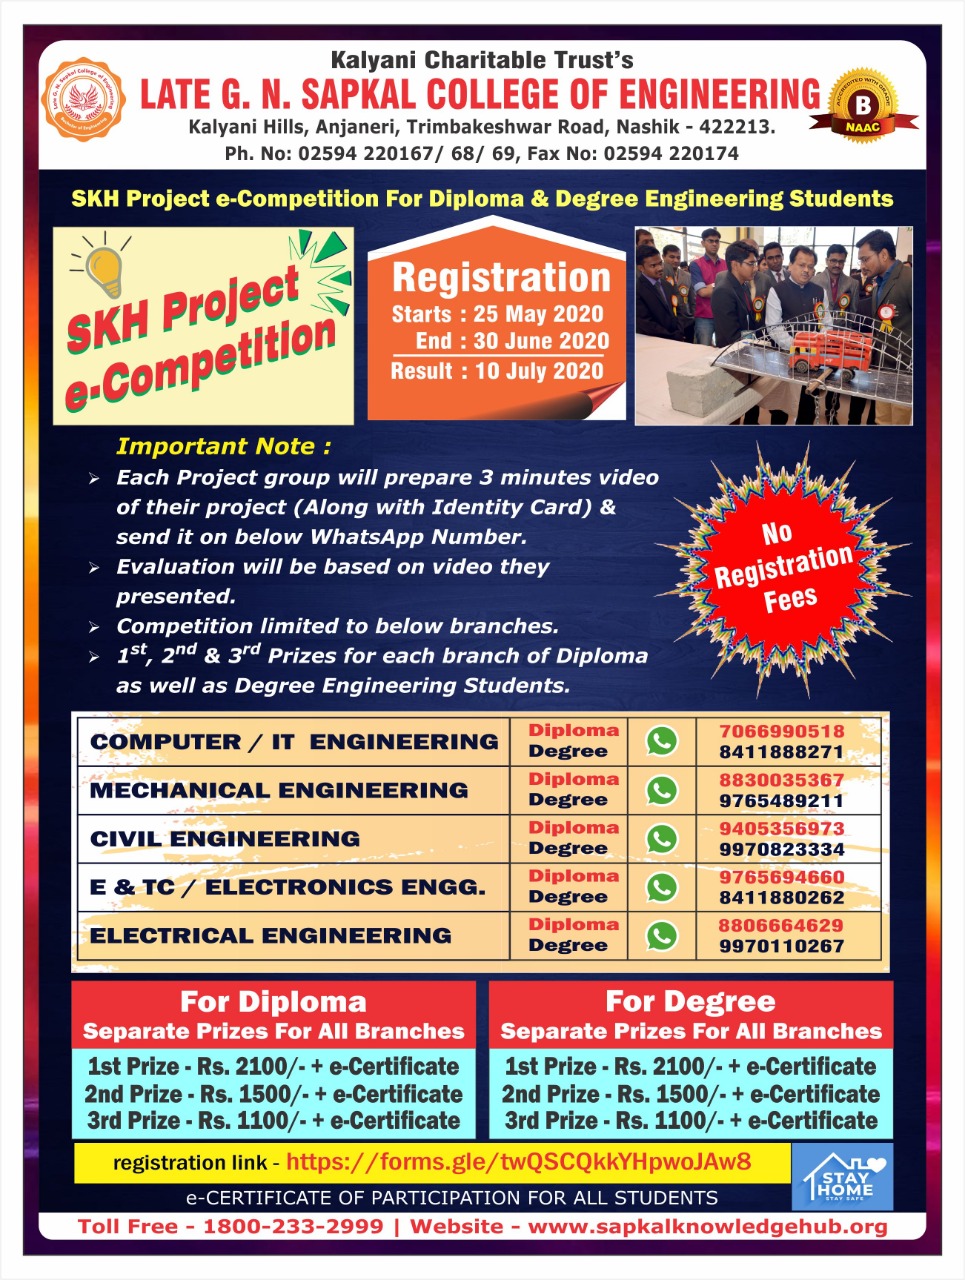 Kalyani Charitable Trust's
LATE G. N. SAPKAL COLLEGE OF ENGINEERING
Kalyani Hills, Anjaneri, Trimbakeshwar Road, Nashik - 422213.
Ph. No: 02594 220167/ 68/ 69, Fax No: 02594 220174
Late G. N. Sapkal College of Engineering
ACCREDITED WITH GRADE
B
NAAC
SKH Project e-Competition For Diploma & Degree Engineering Students
SKH Project
e-Competition
Registration
Starts : 25 May 2020
End : 30 June 2020
Result : 10 July 2020
Important Note :
Each Project group will prepare 3 minutes video
of their project (Along with Identity Card) &
send it on below WhatsApp Number.
Evaluation will be based on video they
presented.
Competition limited to below branches.
1st, 2nd & 3rd Prizes for each branch of Diploma
as well as Degree Engineering Students.
No
Registration
Fees
COMPUTER / IT ENGINEERING
Diploma 7066990518
Degree 8411888271
MECHANICAL ENGINEERING
Diploma 8830035367
Degree 9765489211
CIVIL ENGINEERING
Diploma 9405356973
Degree 9970823334
E & TC / ELECTRONICS ENGG.
Diploma 9765694660
Degree 8411880262
ELECTRICAL ENGINEERING
Diploma 8806664629
Degree 9970110267
For Diploma
Separate Prizes For All Branches
1st Prize - Rs. 2100/- + e-Certificate
2nd Prize - Rs. 1500/- + e-Certificate
3rd Prize - Rs. 1100/- + e-Certificate
For Degree
Separate Prizes For All Branches
1st Prize - Rs. 2100/- + e-Certificate
2nd Prize - Rs. 1500/- + e-Certificate
3rd Prize - Rs. 1100/- + e-Certificate
registration link - https://forms.gle/twQSCQkkYHpwoJAw8
e-CERTIFICATE OF PARTICIPATION FOR ALL STUDENTS
STAY
HOME
STAY SAFE
Toll Free - 1800-233-2999 | Website - www.sapkalknowledgehub.org